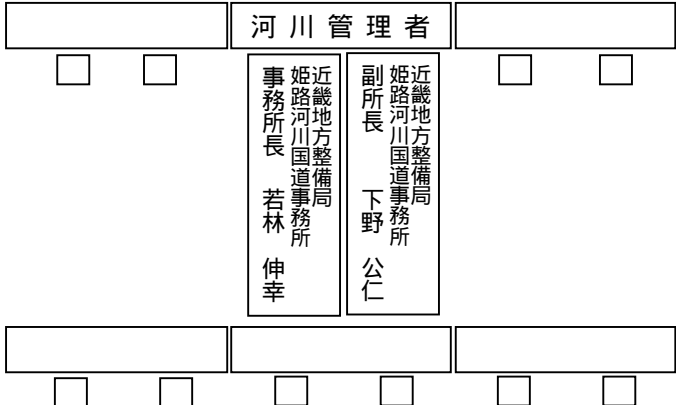 河川管理者
近畿地方整備局
姫路河川国道事務所
副所長 下野 公仁
近畿地方整備局
姫路河川国道事務所
事務所長 若林 伸幸